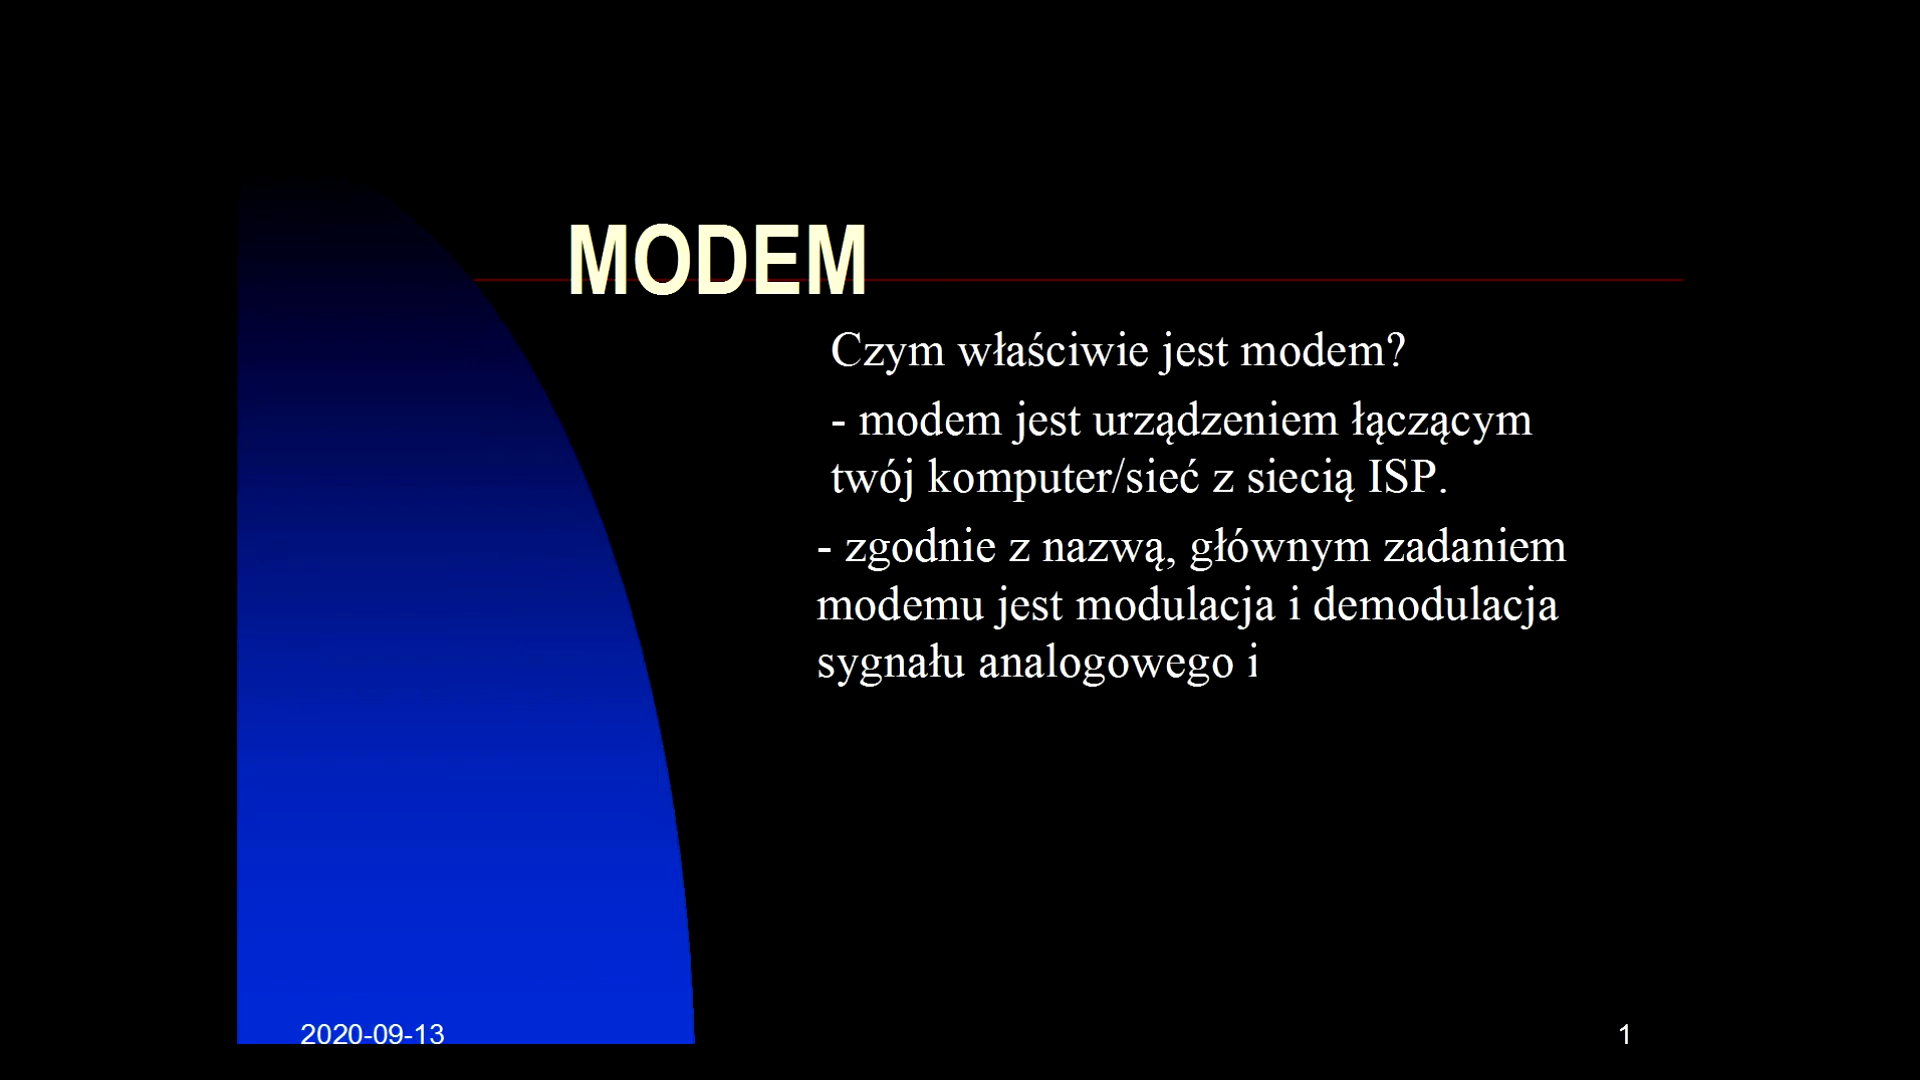 MODEM
Czym właściwie jest modem?
- modem jest urządzeniem łączącym
twój komputer/sieć z siecią ISP.
- zgodnie z nazwą, głównym zadaniem
modemu jest modulacja i demodulacja
sygnału analogowego i
2020-09-13
1